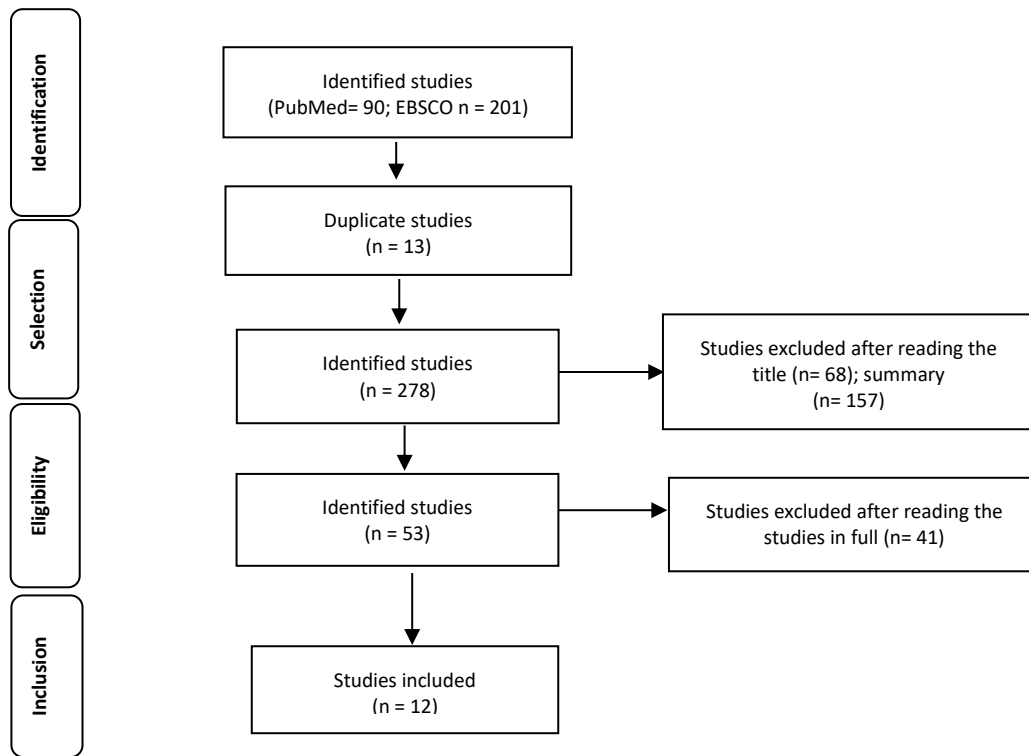 Identification
Identified studies
(PubMed= 90; EBSCO n = 201)
Duplicate studies
(n = 13)
Selection
Identified studies
(n = 278)
Studies excluded after reading the
title (n= 68); summary
(n= 157)
Eligibility
Identified studies
(n = 53)
Studies excluded after reading the
studies in full (n= 41)
Inclusion
Studies included
(n = 12)